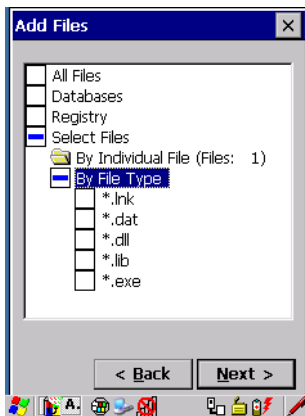 Add Files
All Files
Databases
Registry
Select Files
By Individual File (Files: 1)
By File Type
*.lnk
*.dat
*.dll
*.lib
*.exe
< Back
Next >
A.